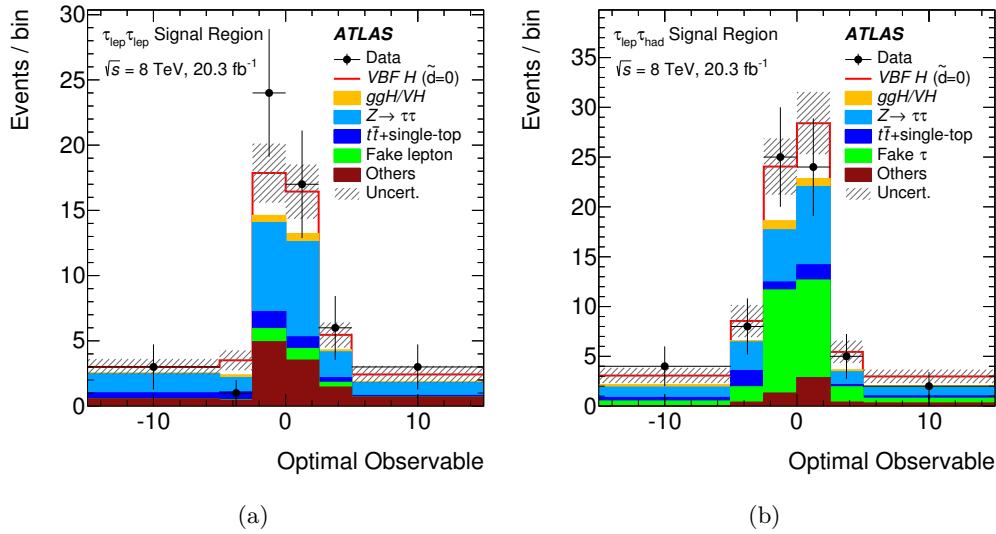 Events / bin
30
25
20
15
10
5
0
τlepτlep Signal Region
√s = 8 TeV, 20.3 fb-1
ATLAS
Data
VBF H (d̃=0)
ggH/VH
Z→ ττ
tt̄+single-top
Fake lepton
Others
Uncert.
-10 0 10
Optimal Observable
(a)
Events / bin
35
30
25
20
15
10
5
0
τlepτhad Signal Region
√s = 8 TeV, 20.3 fb-1
ATLAS
Data
VBF H (d̃=0)
ggH/VH
Z→ ττ
tt̄+single-top
Fake τ
Others
Uncert.
-10 0 10
Optimal Observable
(b)